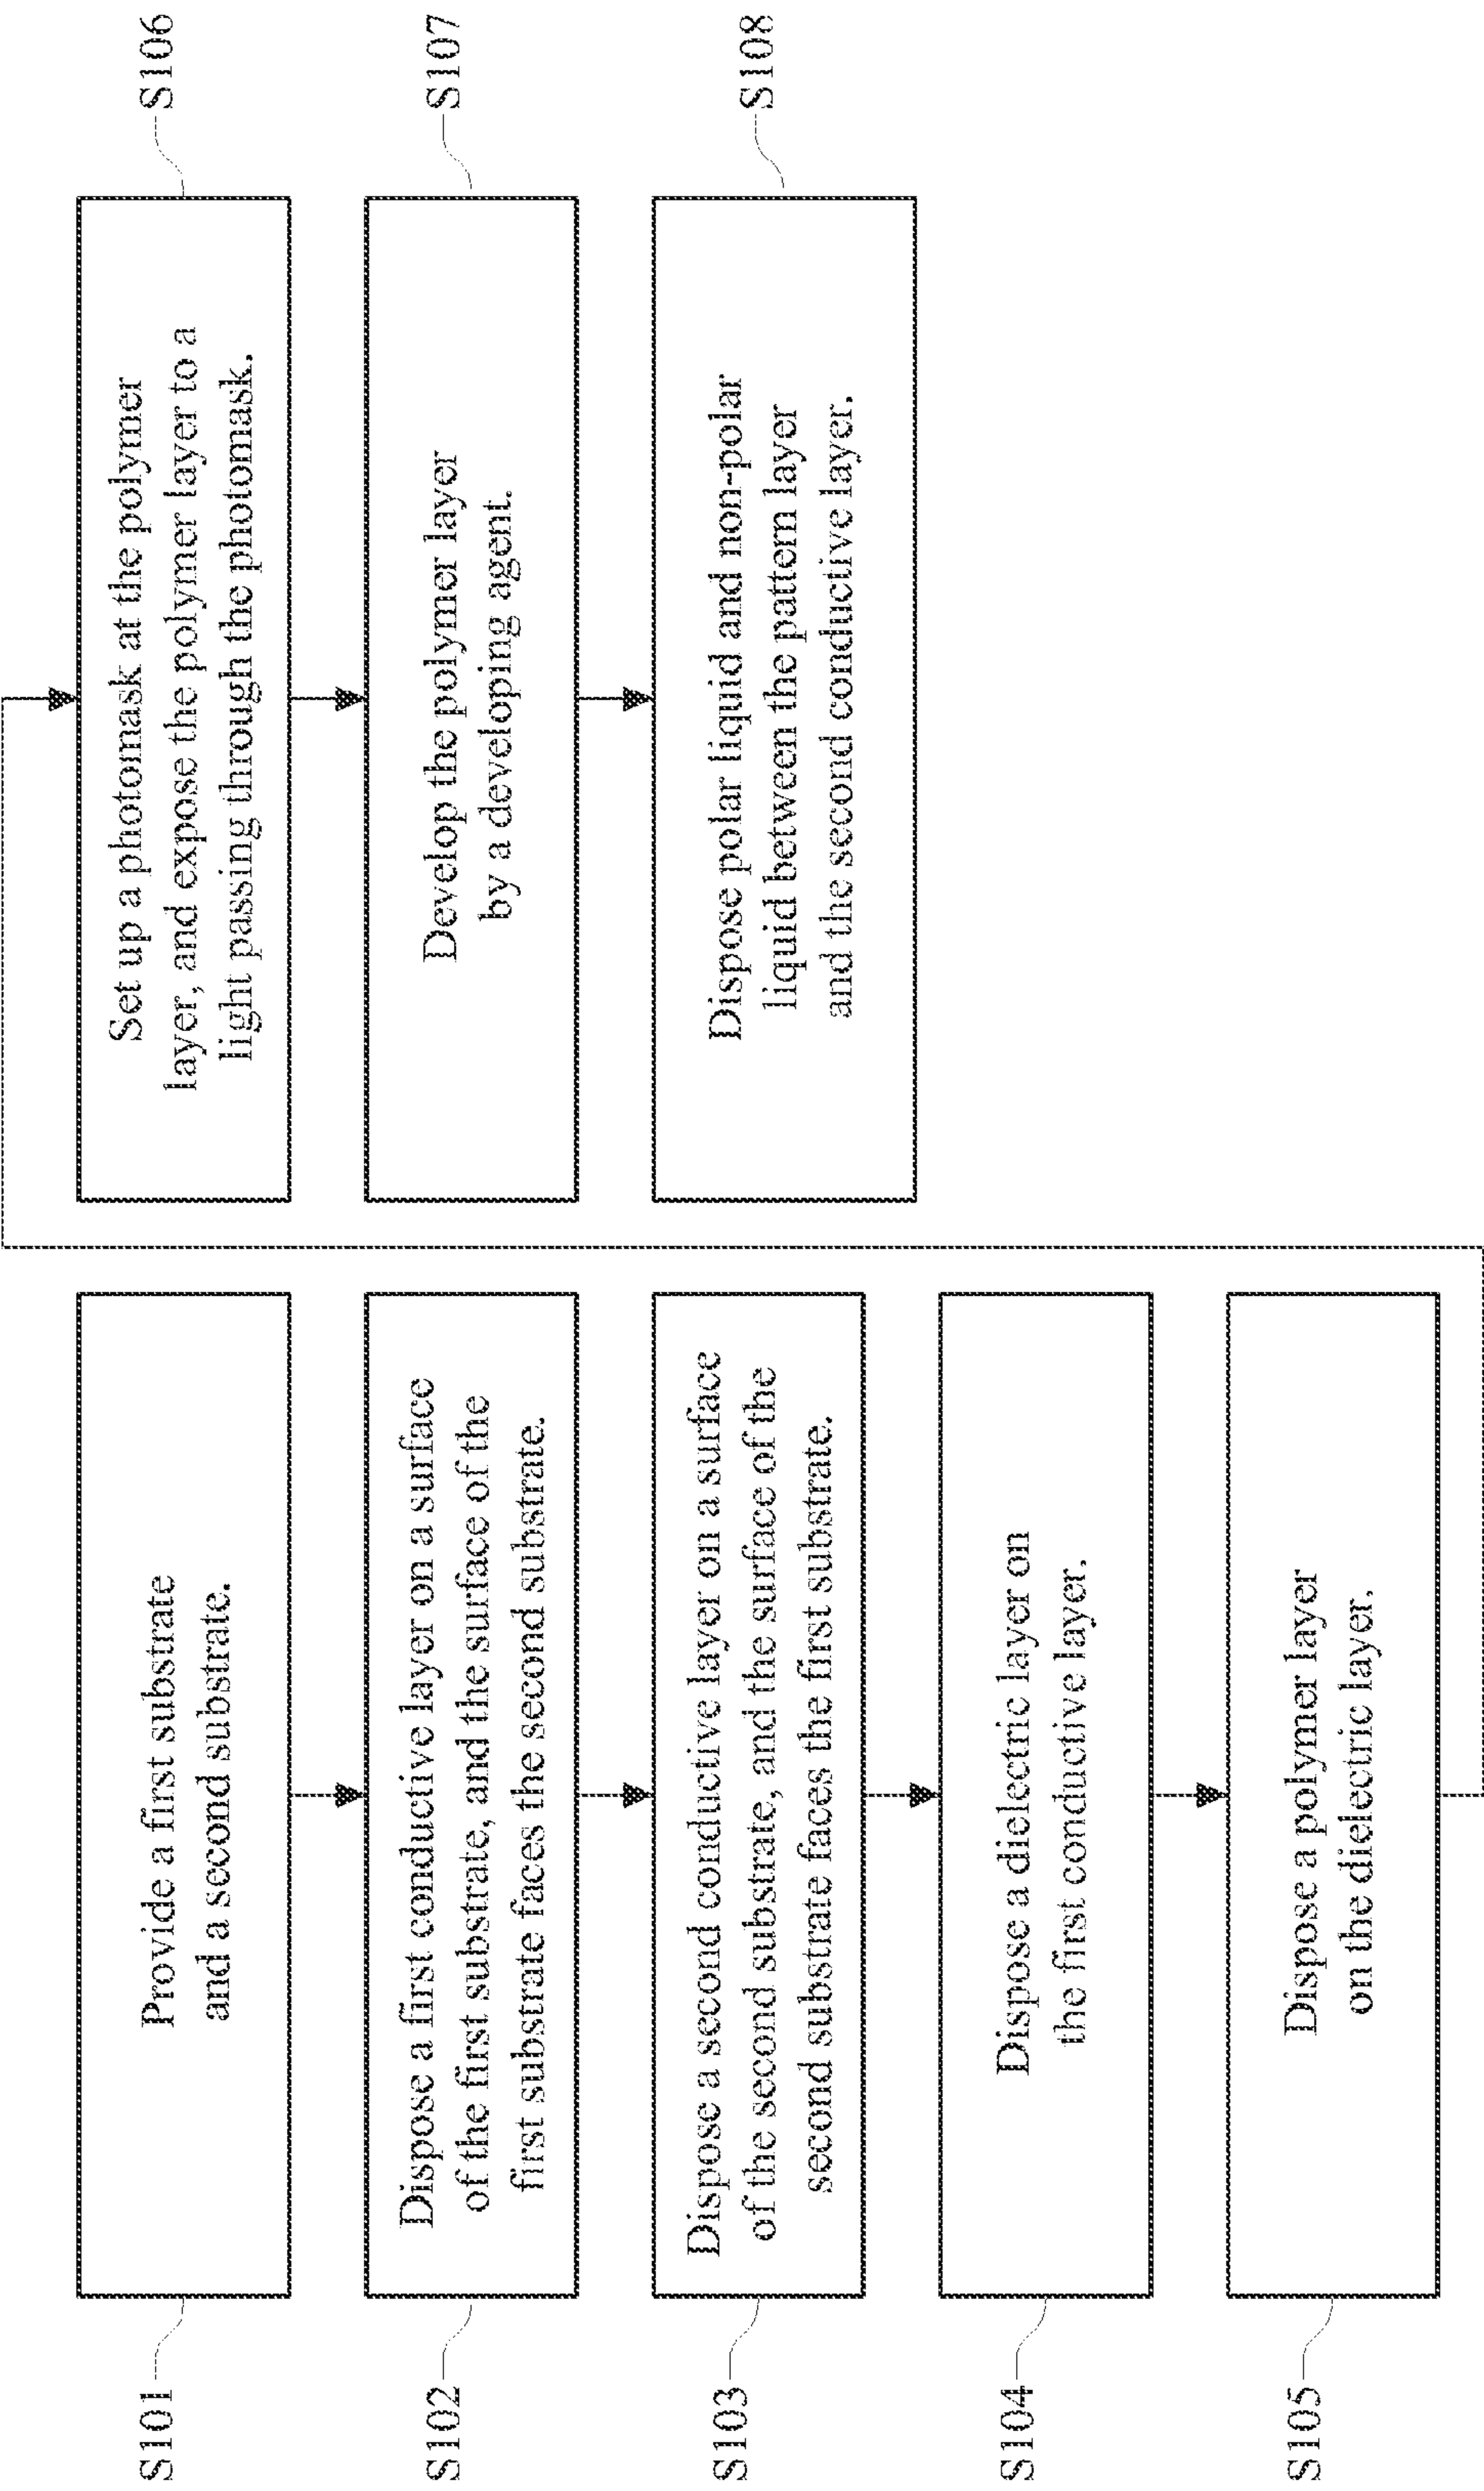 S101
Provide a first substrate
and a second substrate.
S102
Dispose a first conductive layer on a surface
of the first substrate, and the surface of the
first substrate faces the second substrate.
S103
Dispose a second conductive layer on a surface
of the second substrate, and the surface of the
second substrate faces the first substrate.
S104
Dispose a dielectric layer on
the first conductive layer.
S105
Dispose a polymer layer
on the dielectric layer.
S106
Set up a photomask at the polymer
layer, and expose the polymer layer to a
light passing through the photomask.
S107
Develop the polymer layer
by a developing agent.
S108
Dispose polar liquid and non-polar
liquid between the pattern layer
and the second conductive layer.